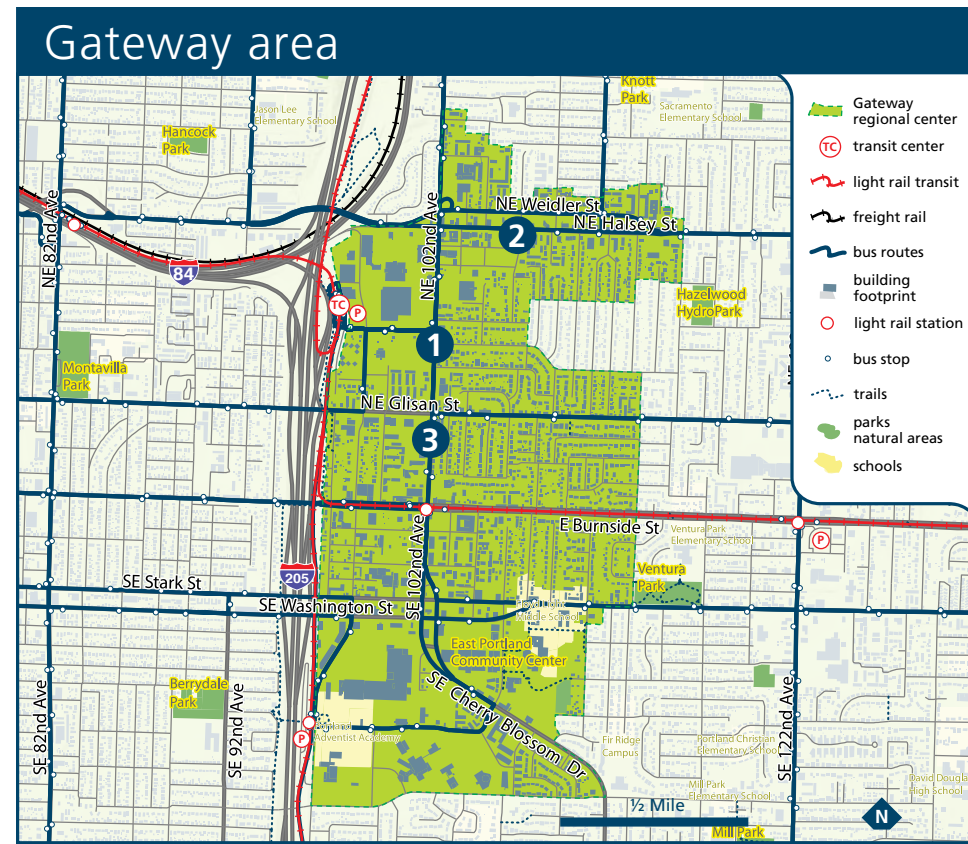 Gateway area
Knott
Park
Sacramento
Elementary School
Jason Lee
Elementary School
Hancock
Park
NE 82nd Ave
NE 102nd Ave
NE Weidler St
NE Halsey St
2
84
TC
P
Hazelwood
HydroPark
1
Montavilla
Park
NE Glisan St
3
E Burnside St
Ventura Park
Elementary School
P
SE 102nd Ave
205
SE Stark St
SE Washington St
Ventura
Park
Middle School
East Portland
Community Center
SE Cherry Blossom Dr
Berrydale
Park
SE 82nd Ave
SE 92nd Ave
P
Adventist Academy
Fir Ridge
Campus
Portland Christian
Elementary School
SE 122nd Ave
Mill Park
Elementary School
David Dougla
High School
½ Mile
Mill Park
N
Gateway
regional center
TC
transit center
light rail transit
freight rail
bus routes
building
footprint
light rail station
bus stop
trails
parks
natural areas
schools